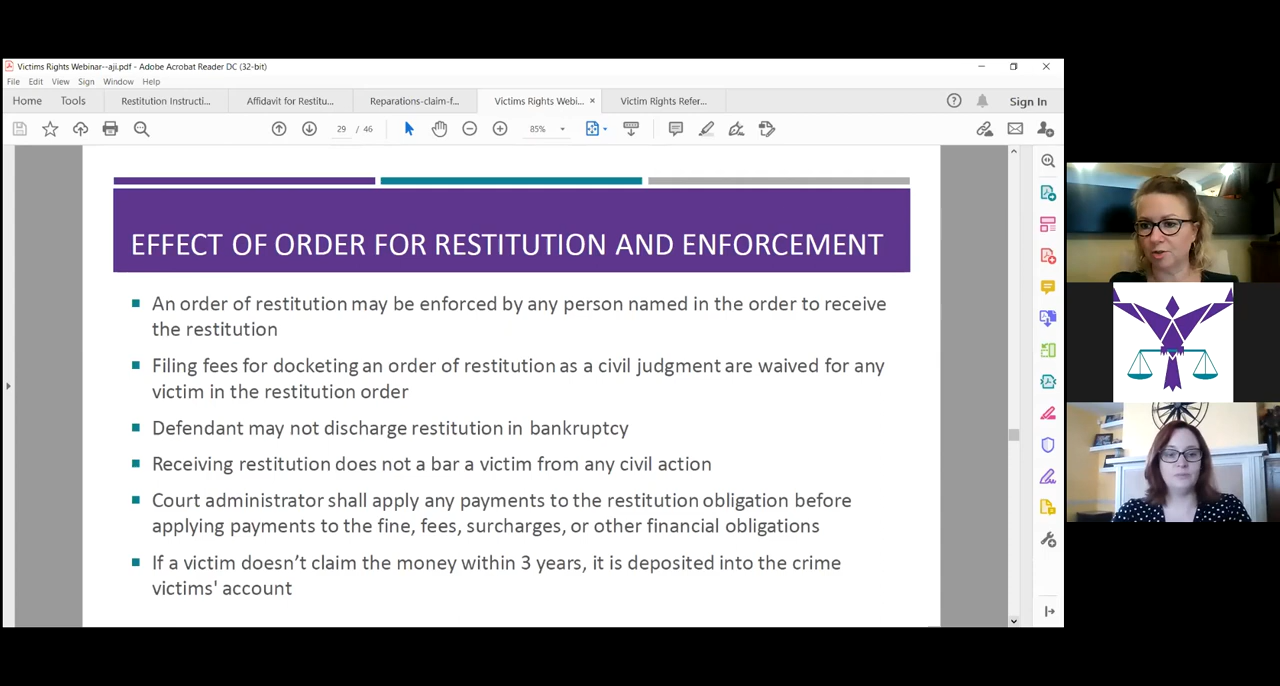 Victims Rights Webinar--aji.pdf - Adobe Acrobat Reader DC (32-bit)
File Edit View Sign Window Help
Home Tools Restitution Instructi... Affidavit for Restitu... Reparations-claim-f... Victims Rights Webi... × Victim Rights Refer... Sign In
29 / 46 85%
EFFECT OF ORDER FOR RESTITUTION AND ENFORCEMENT
An order of restitution may be enforced by any person named in the order to receive
the restitution
Filing fees for docketing an order of restitution as a civil judgment are waived for any
victim in the restitution order
Defendant may not discharge restitution in bankruptcy
Receiving restitution does not a bar a victim from any civil action
Court administrator shall apply any payments to the restitution obligation before
applying payments to the fine, fees, surcharges, or other financial obligations
If a victim doesn’t claim the money within 3 years, it is deposited into the crime
victims' account